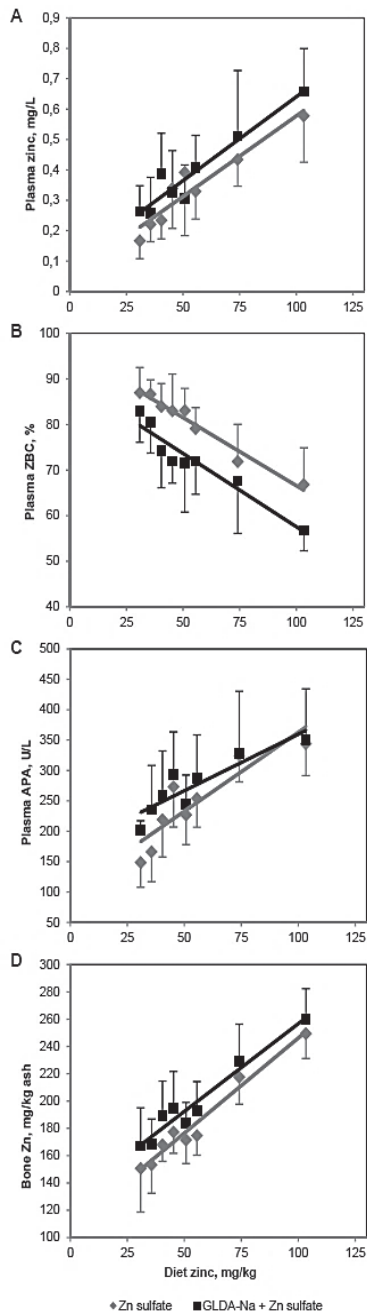 A
0,9
0,8
0,7
0,6
0,5
0,4
0,3
0,2
0,1
0
Plasma zinc, mg/L
0 25 50 75 100 125
B
100
90
80
70
60
50
40
Plasma ZBC, %
0 25 50 75 100 125
C
500
450
400
350
300
250
200
150
100
50
Plasma APA, U/L
0 25 50 75 100 125
D
300
280
260
240
220
200
180
160
140
120
100
Bone Zn, mg/kg ash
0 25 50 75 100 125
Diet zinc, mg/kg
Zn sulfate GLDA-Na + Zn sulfate